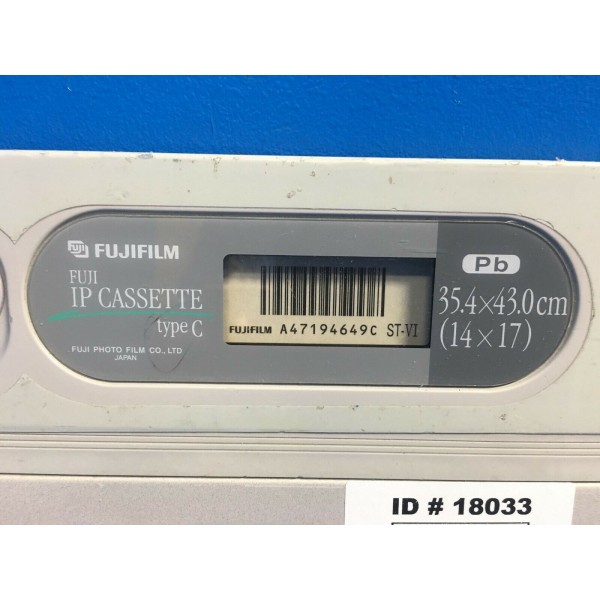 FUJI FUJIFILM
FUJI
IP CASSETTE
type C
FUJI PHOTO FILM CO., LTD
JAPAN
FUJIFILM A47194649C ST-VI
Pb
35.4×43.0cm
(14×17)
ID # 18033